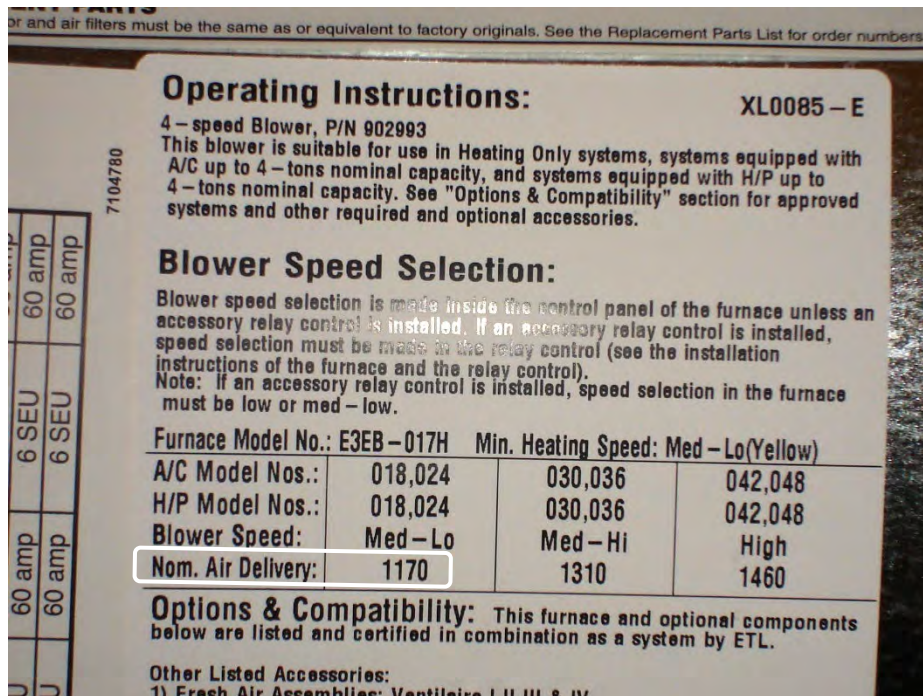 PARTS
or and air filters must be the same as or equivalent to factory originals. See the Replacement Parts List for order numbers
Operating Instructions: XL0085-E
4-speed Blower, P/N 902993
This blower is suitable for use in Heating Only systems, systems equipped with
A/C up to 4-tons nominal capacity, and systems equipped with H/P up to
4-tons nominal capacity. See "Options & Compatibility" section for approved
systems and other required and optional accessories.
7104780
Blower Speed Selection:
Blower speed selection is made inside the control panel of the furnace unless an
accessory relay control is installed. If an accessory relay control is installed,
speed selection must be made in the relay control (see the installation
instructions of the furnace and the relay control).
Note: If an accessory relay control is installed, speed selection in the furnace
must be low or med-low.
Furnace Model No.: E3EB-017H Min. Heating Speed: Med-Lo(Yellow)
A/C Model Nos.: 018,024 030,036 042,048
H/P Model Nos.: 018,024 030,036 042,048
Blower Speed: Med-Lo Med-Hi High
Nom. Air Delivery: 1170 1310 1460
Options & Compatibility: This furnace and optional components
below are listed and certified in combination as a system by ETL.
Other Listed Accessories:
1) Fresh Air Assemblies: Ventilaire I,II,III & IV
60 amp
60 amp
6 SEU
6 SEU
60 amp
60 amp